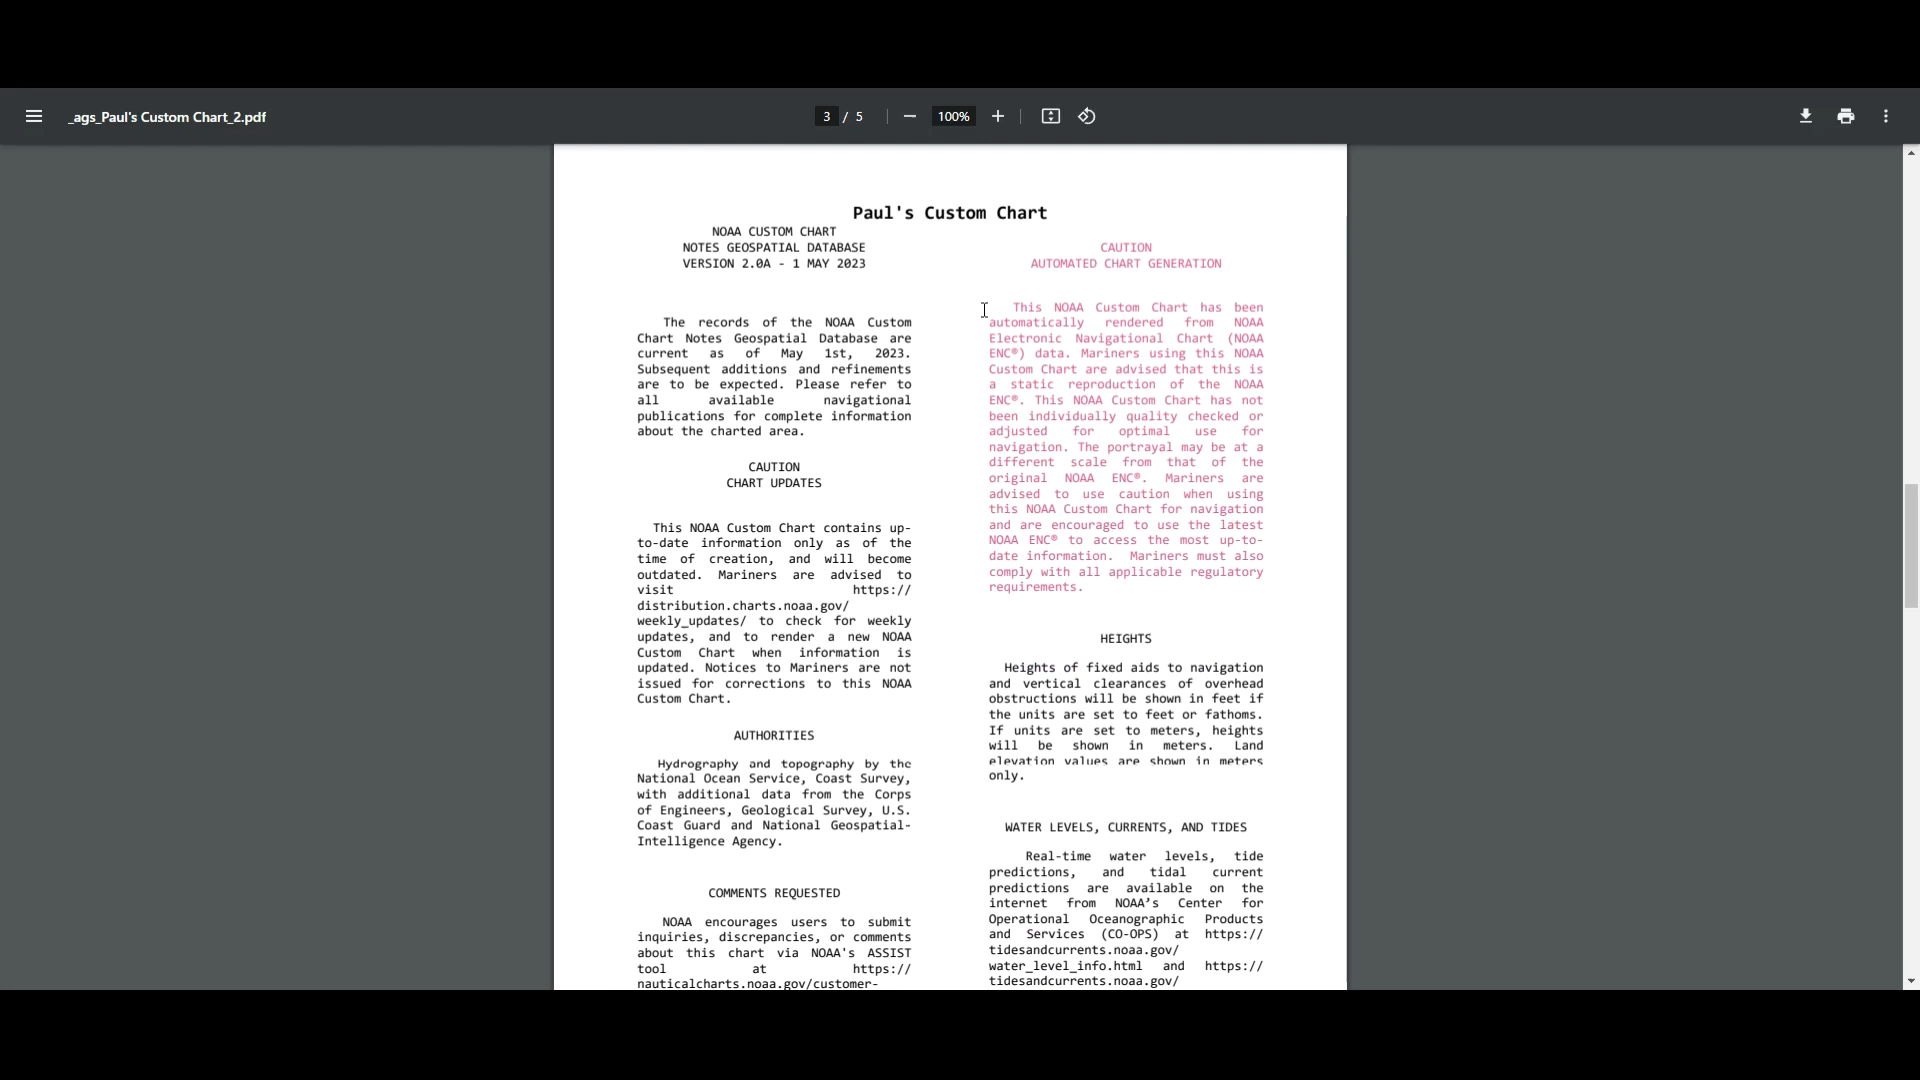 _ags_Paul's Custom Chart_2.pdf
3 / 5
100%
Paul's Custom Chart
NOAA CUSTOM CHART
NOTES GEOSPATIAL DATABASE
VERSION 2.0A - 1 MAY 2023
The records of the NOAA Custom
Chart Notes Geospatial Database are
current as of May 1st, 2023.
Subsequent additions and refinements
are to be expected. Please refer to
all available navigational
publications for complete information
about the charted area.
CAUTION
CHART UPDATES
This NOAA Custom Chart contains up-
to-date information only as of the
time of creation, and will become
outdated. Mariners are advised to
visit https://
distribution.charts.noaa.gov/
weekly_updates/ to check for weekly
updates, and to render a new NOAA
Custom Chart when information is
updated. Notices to Mariners are not
issued for corrections to this NOAA
Custom Chart.
AUTHORITIES
Hydrography and topography by the
National Ocean Service, Coast Survey,
with additional data from the Corps
of Engineers, Geological Survey, U.S.
Coast Guard and National Geospatial-
Intelligence Agency.
COMMENTS REQUESTED
NOAA encourages users to submit
inquiries, discrepancies, or comments
about this chart via NOAA's ASSIST
tool at https://
nauticalcharts.noaa.gov/customer-
CAUTION
AUTOMATED CHART GENERATION
This NOAA Custom Chart has been
automatically rendered from NOAA
Electronic Navigational Chart (NOAA
ENC®) data. Mariners using this NOAA
Custom Chart are advised that this is
a static reproduction of the NOAA
ENC®. This NOAA Custom Chart has not
been individually quality checked or
adjusted for optimal use for
navigation. The portrayal may be at a
different scale from that of the
original NOAA ENC®. Mariners are
advised to use caution when using
this NOAA Custom Chart for navigation
and are encouraged to use the latest
NOAA ENC® to access the most up-to-
date information. Mariners must also
comply with all applicable regulatory
requirements.
HEIGHTS
Heights of fixed aids to navigation
and vertical clearances of overhead
obstructions will be shown in feet if
the units are set to feet or fathoms.
If units are set to meters, heights
will be shown in meters. Land
elevation values are shown in meters
only.
WATER LEVELS, CURRENTS, AND TIDES
Real-time water levels, tide
predictions, and tidal current
predictions are available on the
internet from NOAA’s Center for
Operational Oceanographic Products
and Services (CO-OPS) at https://
tidesandcurrents.noaa.gov/
water_level_info.html and https://
tidesandcurrents.noaa.gov/